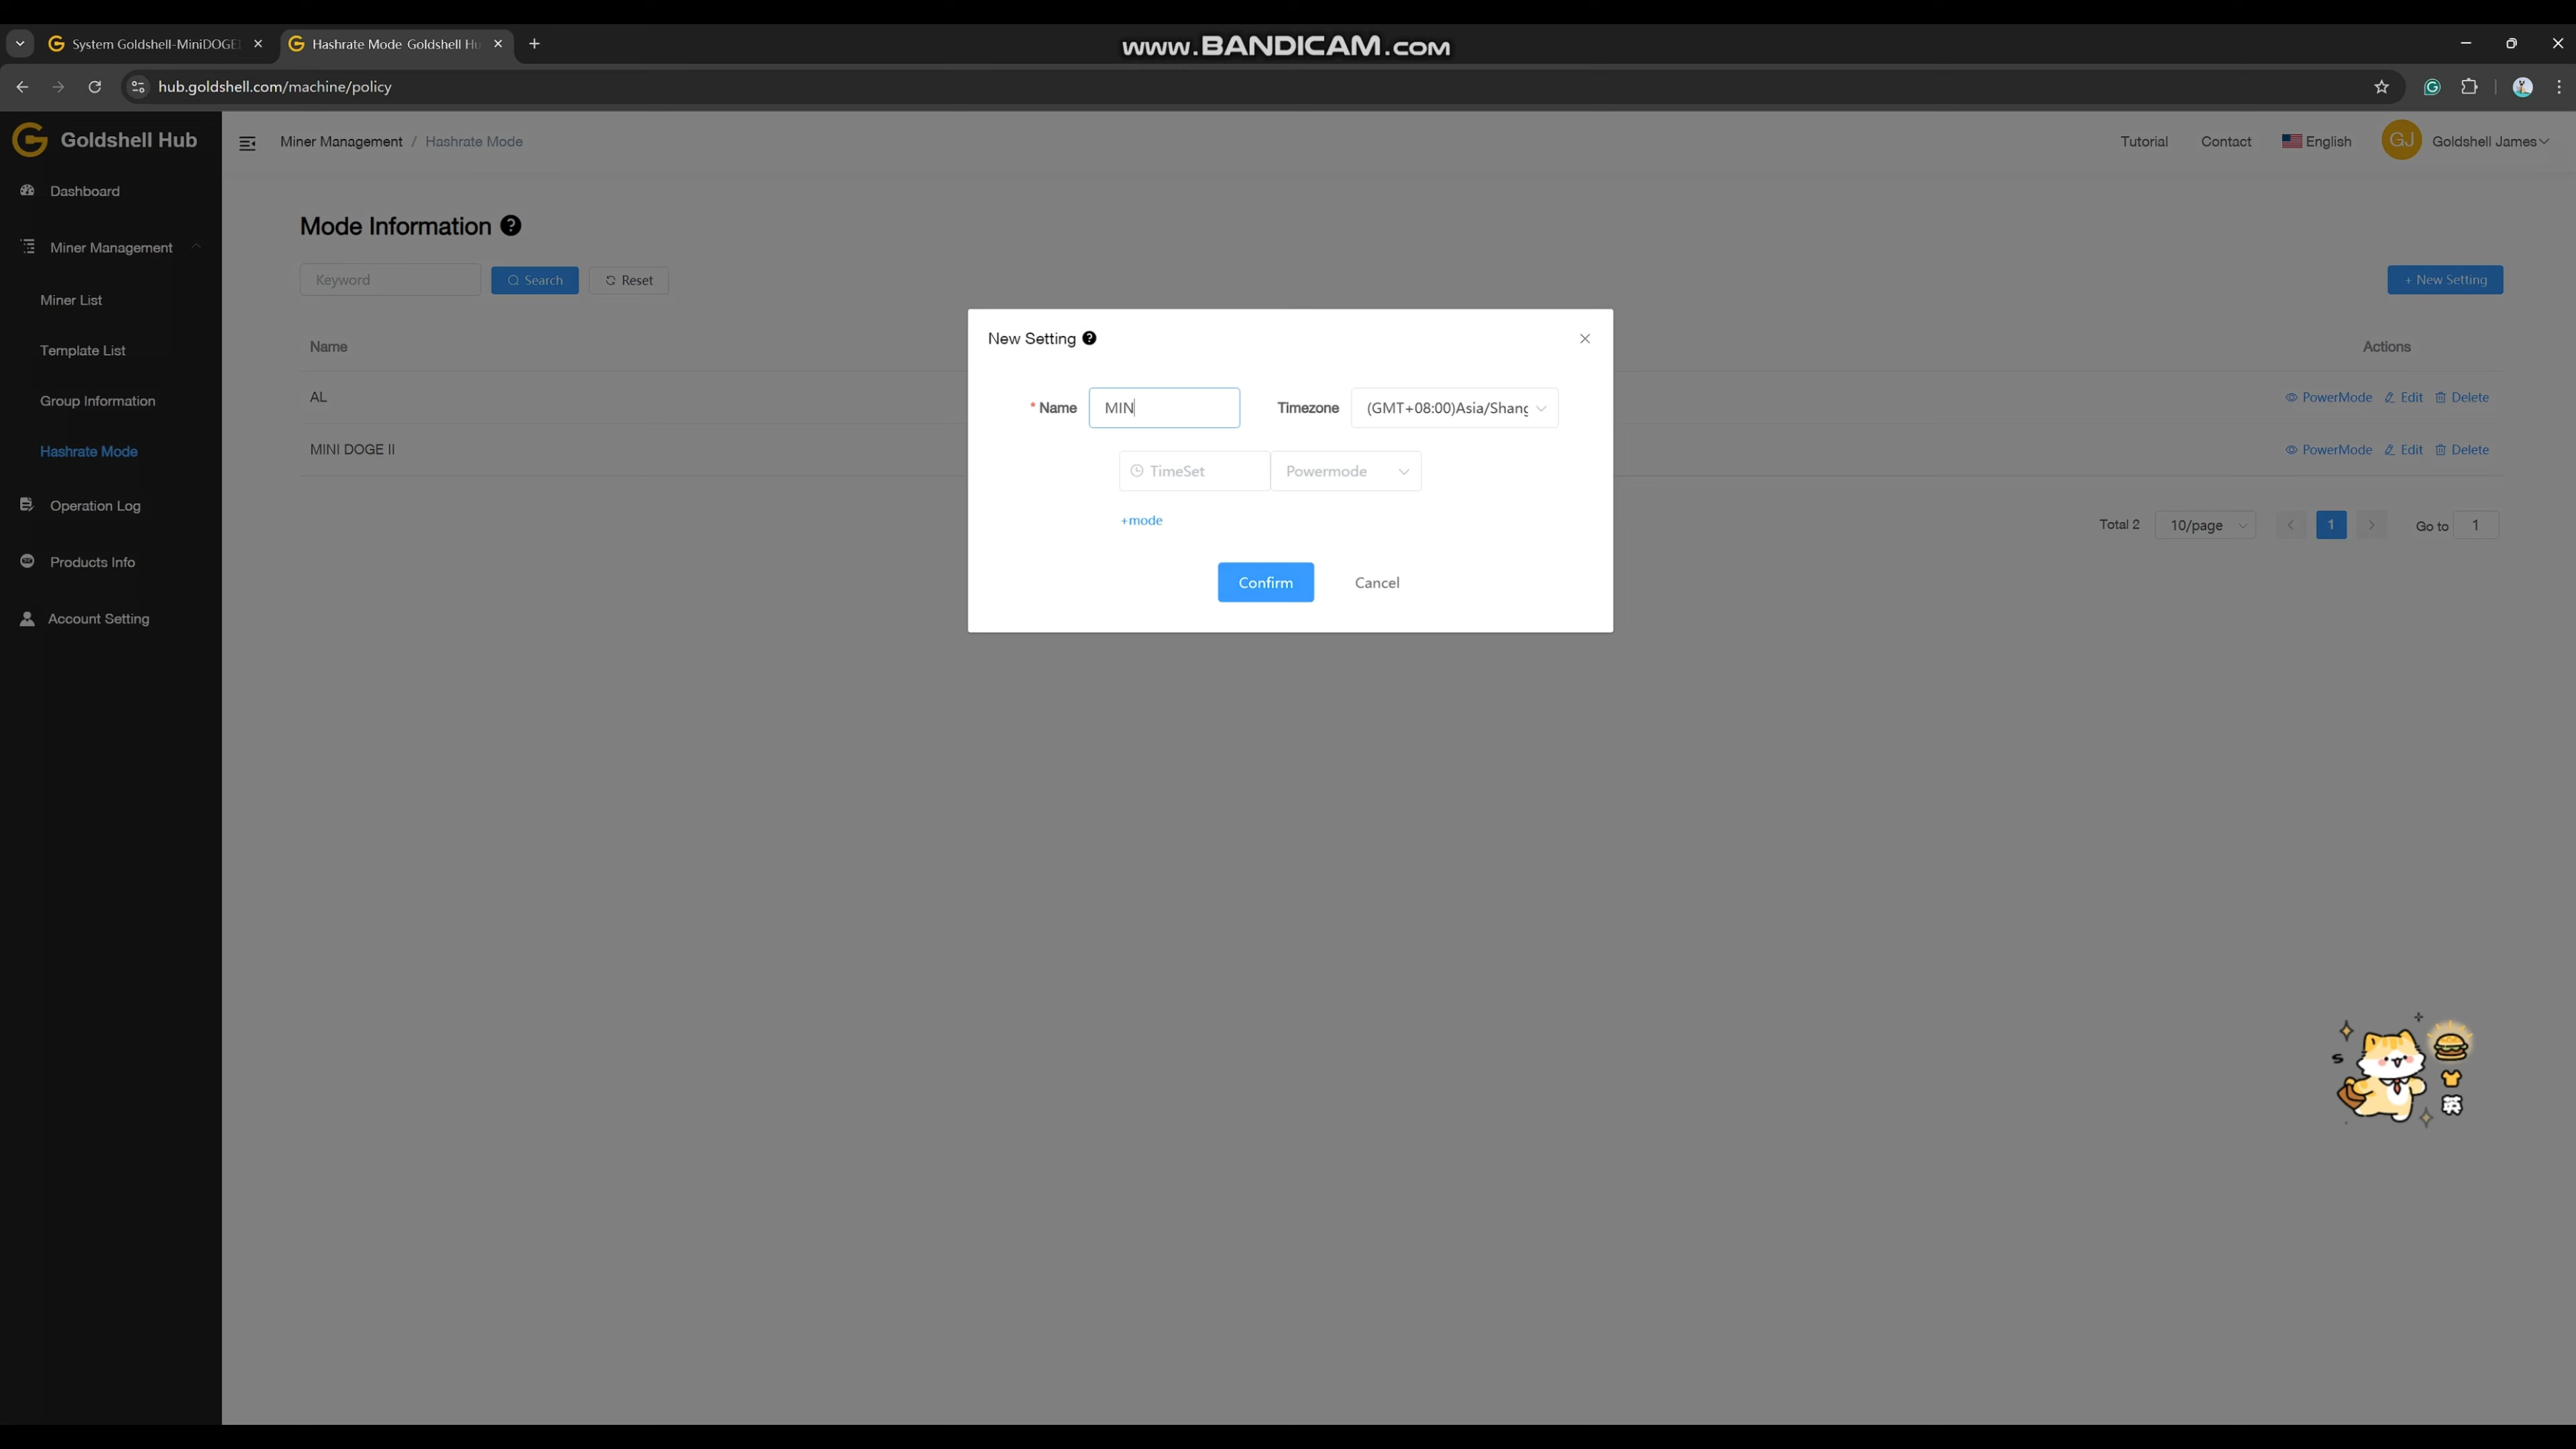 www.BANDICAM.com
System Goldshell-MiniDOGEI
Hashrate Mode Goldshell Hu
hub.goldshell.com/machine/policy
Goldshell Hub
Miner Management / Hashrate Mode
Tutorial
Contact
English
GJ
Goldshell James
Dashboard
Miner Management
Miner List
Template List
Group Information
Hashrate Mode
Operation Log
Products Info
Account Setting
Mode Information ?
Keyword
Search
Reset
+ New Setting
Name
Actions
AL
PowerMode Edit Delete
MINI DOGE II
PowerMode Edit Delete
Total 2
10/page
1
Go to 1
New Setting ?
* Name MIN
Timezone (GMT+08:00)Asia/Shang
TimeSet
Powermode
+mode
Confirm
Cancel
S
英